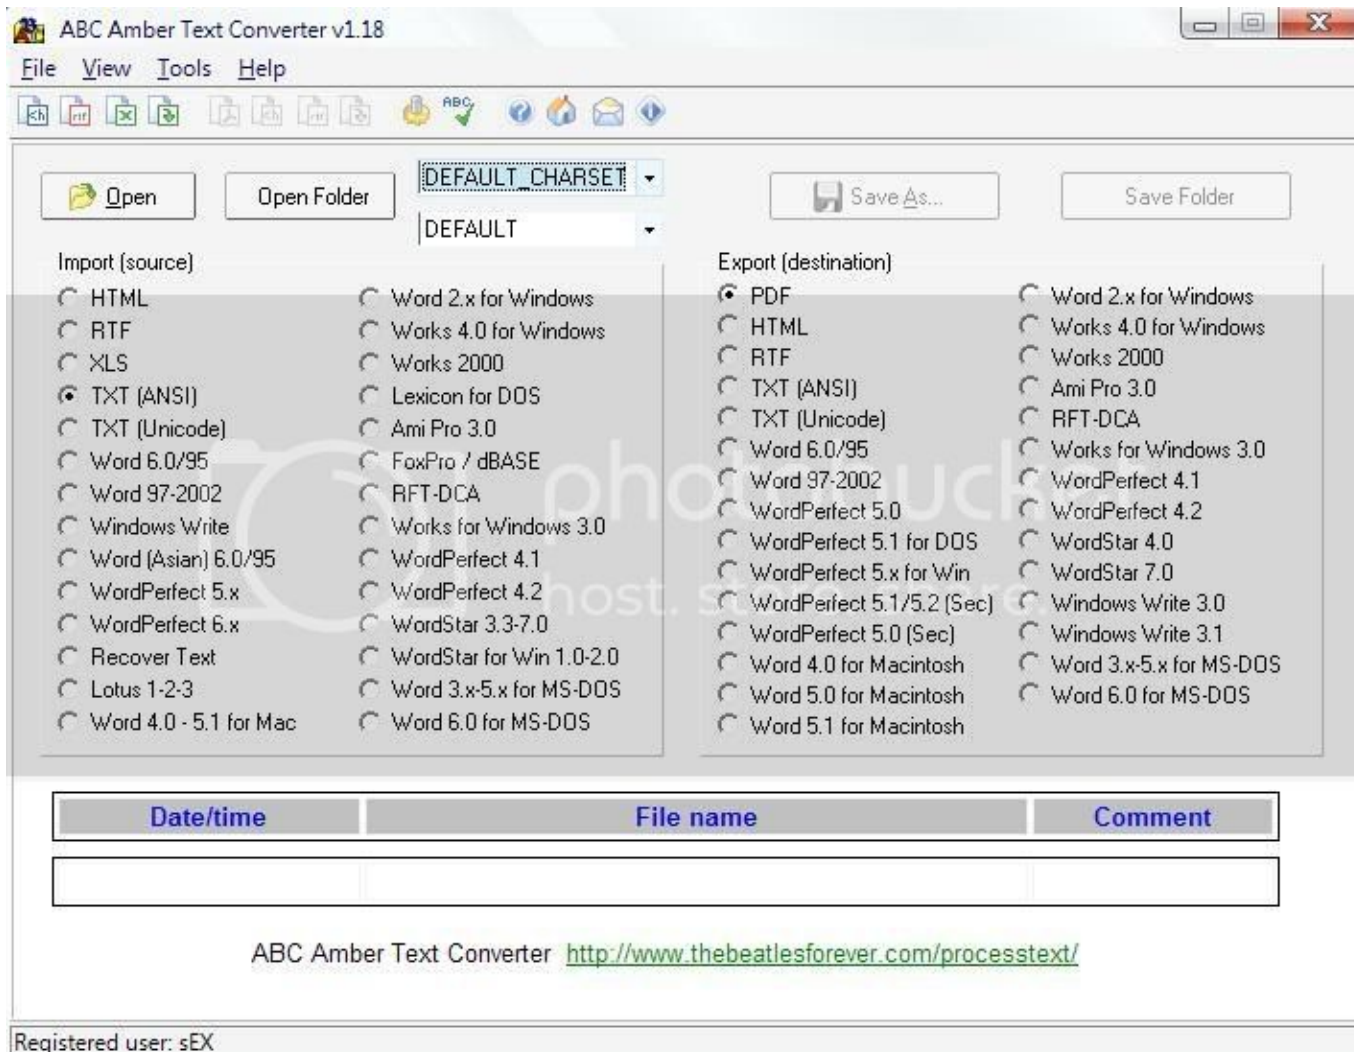 ABC Amber Text Converter v1.18
File View Tools Help
<h rtf <h rtf ABC
Open Open Folder DEFAULT_CHARSET Save As... Save Folder
DEFAULT
Import (source)
HTML
RTF
XLS
TXT (ANSI)
TXT (Unicode)
Word 6.0/95
Word 97-2002
Windows Write
Word (Asian) 6.0/95
WordPerfect 5.x
WordPerfect 6.x
Recover Text
Lotus 1-2-3
Word 4.0 - 5.1 for Mac
Word 2.x for Windows
Works 4.0 for Windows
Works 2000
Lexicon for DOS
Ami Pro 3.0
FoxPro / dBASE
RFT-DCA
Works for Windows 3.0
WordPerfect 4.1
WordPerfect 4.2
WordStar 3.3-7.0
WordStar for Win 1.0-2.0
Word 3.x-5.x for MS-DOS
Word 6.0 for MS-DOS
Export (destination)
PDF
HTML
RTF
TXT (ANSI)
TXT (Unicode)
Word 6.0/95
Word 97-2002
WordPerfect 5.0
WordPerfect 5.1 for DOS
WordPerfect 5.x for Win
WordPerfect 5.1/5.2 (Sec)
WordPerfect 5.0 (Sec)
Word 4.0 for Macintosh
Word 5.0 for Macintosh
Word 5.1 for Macintosh
Word 2.x for Windows
Works 4.0 for Windows
Works 2000
Ami Pro 3.0
RFT-DCA
Works for Windows 3.0
WordPerfect 4.1
WordPerfect 4.2
WordStar 4.0
WordStar 7.0
Windows Write 3.0
Windows Write 3.1
Word 3.x-5.x for MS-DOS
Word 6.0 for MS-DOS
photobucket
host. store. share.
Date/time File name Comment
ABC Amber Text Converter http://www.thebeatlesforever.com/processtext/
Registered user: sEX